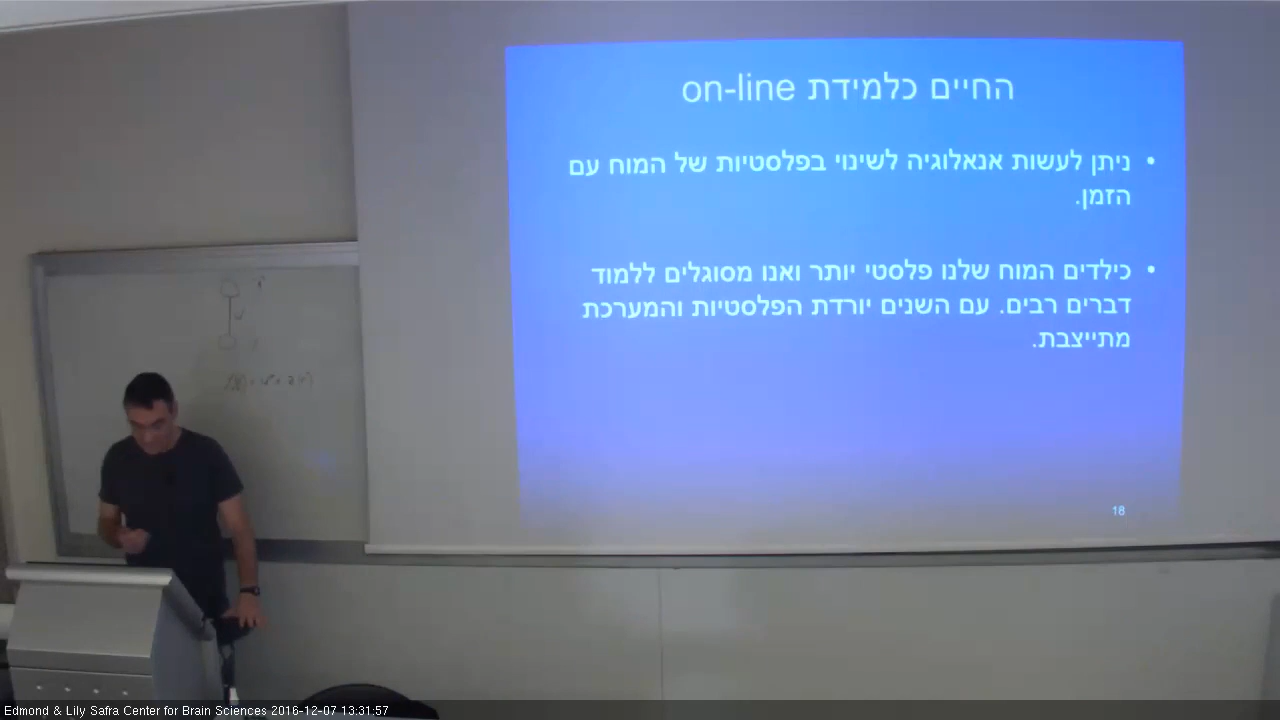 החיים כלמידת on-line
• ניתן לעשות אנאלוגיה לשינוי בפלסטיות של המוח עם
הזמן.
• כילדים המוח שלנו פלסטי יותר ואנו מסוגלים ללמוד
דברים רבים. עם השנים יורדת הפלסטיות והמערכת
מתייצבת.
18
Edmond & Lily Safra Center for Brain Sciences 2016-12-07 13:31:57